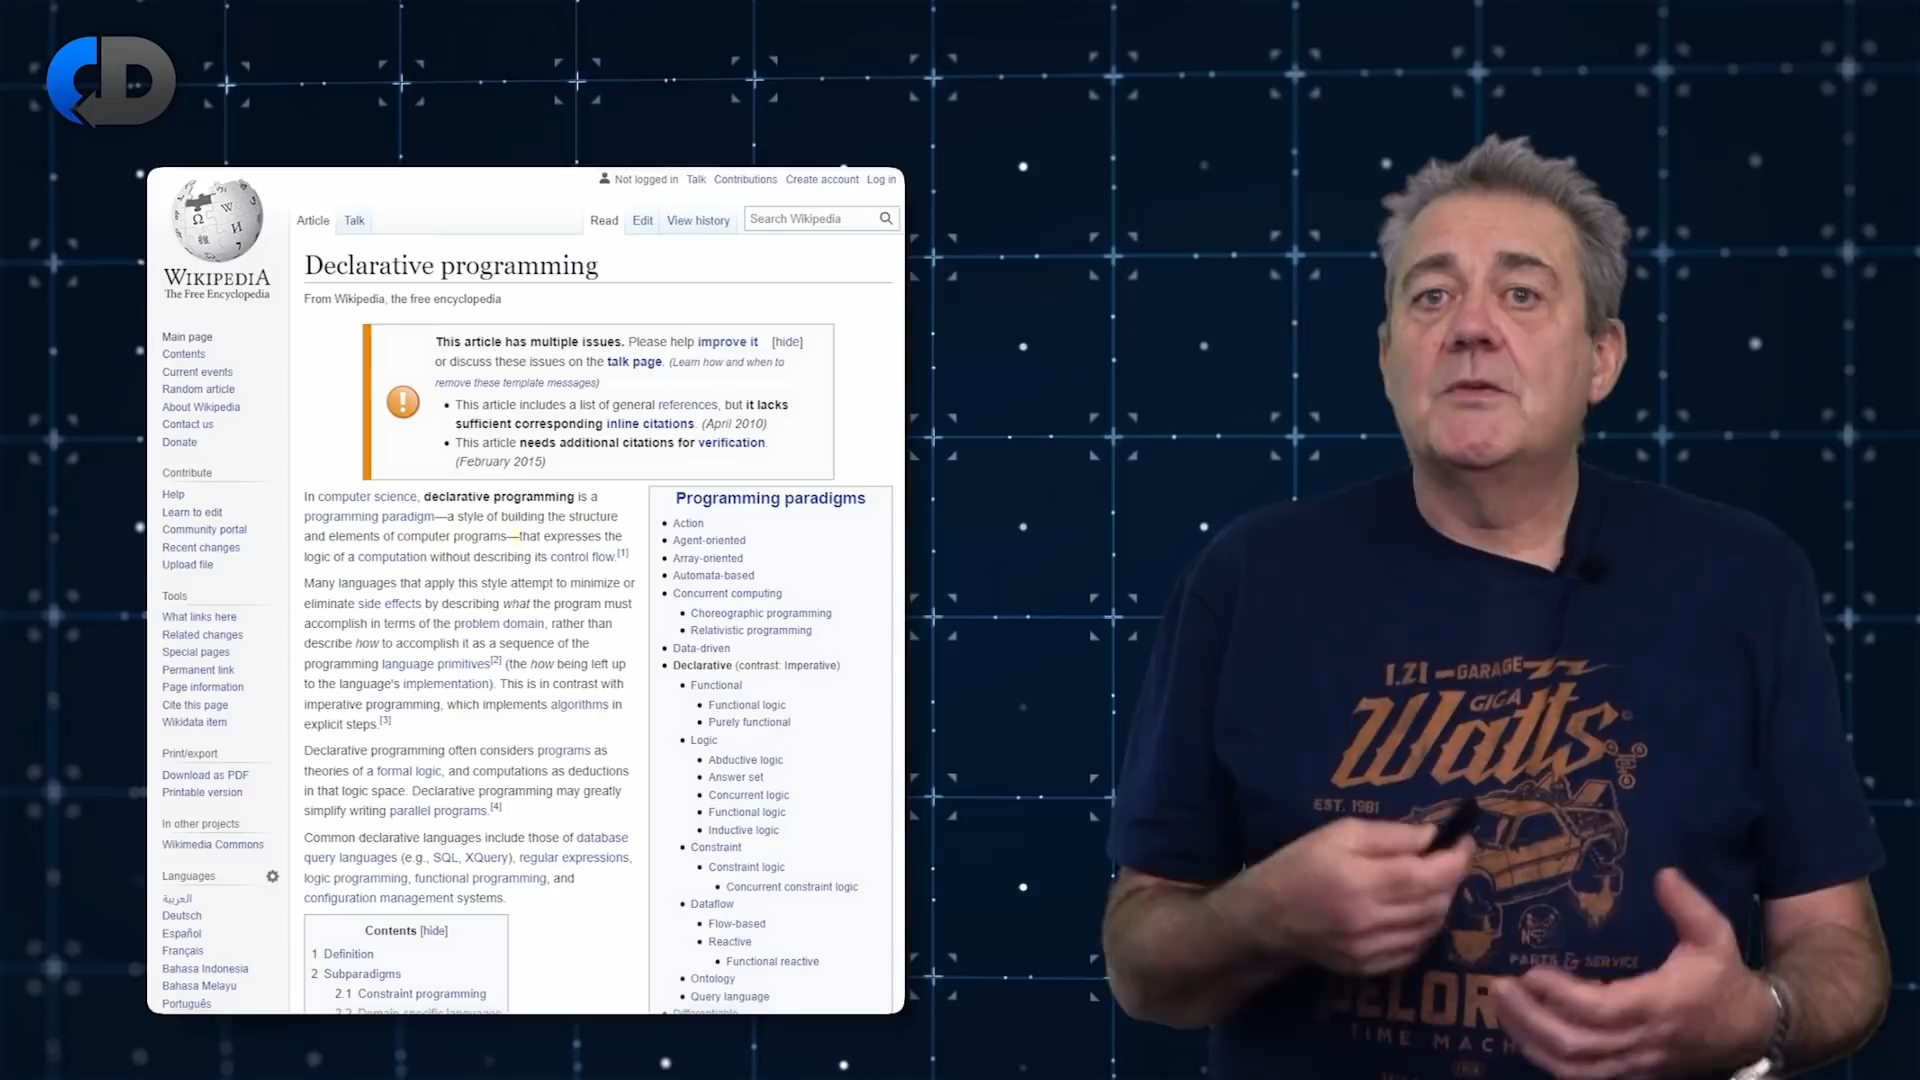 CD
Not logged in Talk Contributions Create account Log in
Article Talk Read Edit View history Search Wikipedia
WIKIPEDIA
The Free Encyclopedia
Main page
Contents
Current events
Random article
About Wikipedia
Contact us
Donate
Contribute
Help
Learn to edit
Community portal
Recent changes
Upload file
Tools
What links here
Related changes
Special pages
Permanent link
Page information
Cite this page
Wikidata item
Print/export
Download as PDF
Printable version
In other projects
Wikimedia Commons
Languages
العربية
Deutsch
Español
Français
Bahasa Indonesia
Bahasa Melayu
Português
Declarative programming
From Wikipedia, the free encyclopedia
This article has multiple issues. Please help improve it [hide]
or discuss these issues on the talk page. (Learn how and when to
remove these template messages)
• This article includes a list of general references, but it lacks
sufficient corresponding inline citations. (April 2010)
• This article needs additional citations for verification.
(February 2015)
In computer science, declarative programming is a
programming paradigm—a style of building the structure
and elements of computer programs—that expresses the
logic of a computation without describing its control flow.[1]
Many languages that apply this style attempt to minimize or
eliminate side effects by describing what the program must
accomplish in terms of the problem domain, rather than
describe how to accomplish it as a sequence of the
programming language primitives[2] (the how being left up
to the language's implementation). This is in contrast with
imperative programming, which implements algorithms in
explicit steps.[3]
Declarative programming often considers programs as
theories of a formal logic, and computations as deductions
in that logic space. Declarative programming may greatly
simplify writing parallel programs.[4]
Common declarative languages include those of database
query languages (e.g., SQL, XQuery), regular expressions,
logic programming, functional programming, and
configuration management systems.
Contents [hide]
1 Definition
2 Subparadigms
2.1 Constraint programming
2.2 Domain-specific languages
Programming paradigms
• Action
• Agent-oriented
• Array-oriented
• Automata-based
• Concurrent computing
• Choreographic programming
• Relativistic programming
• Data-driven
• Declarative (contrast: Imperative)
• Functional
• Functional logic
• Purely functional
• Logic
• Abductive logic
• Answer set
• Concurrent logic
• Functional logic
• Inductive logic
• Constraint
• Constraint logic
• Concurrent constraint logic
• Dataflow
• Flow-based
• Reactive
• Functional reactive
• Ontology
• Query language
• Differentiable
1.21 GARAGE
GIGA
Watts
EST. 1981
PARTS & SERVICE
DELOR
TIME MACH